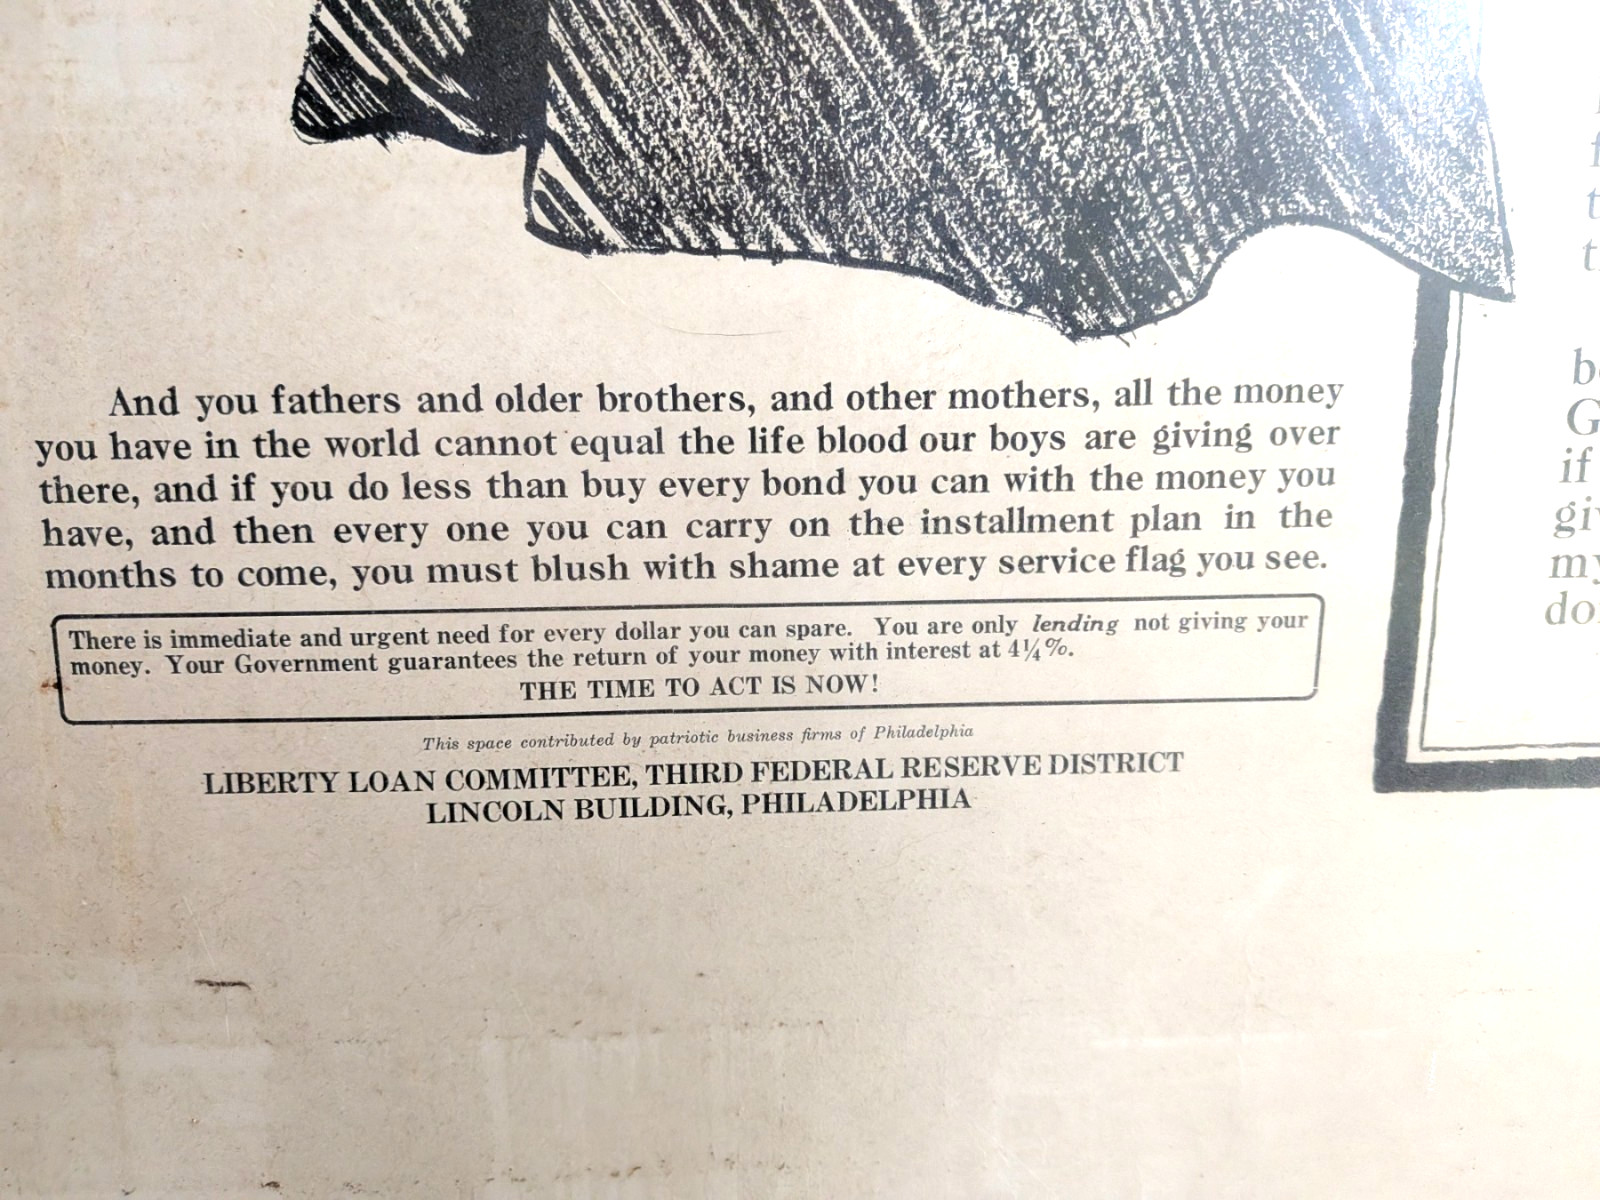 And you fathers and older brothers, and other mothers, all the money
you have in the world cannot equal the life blood our boys are giving over
there, and if you do less than buy every bond you can with the money you
have, and then every one you can carry on the installment plan in the
months to come, you must blush with shame at every service flag you see.
There is immediate and urgent need for every dollar you can spare. You are only lending not giving your
money. Your Government guarantees the return of your money with interest at 4¼%.
THE TIME TO ACT IS NOW!
This space contributed by patriotic business firms of Philadelphia
LIBERTY LOAN COMMITTEE, THIRD FEDERAL RESERVE DISTRICT
LINCOLN BUILDING, PHILADELPHIA
if